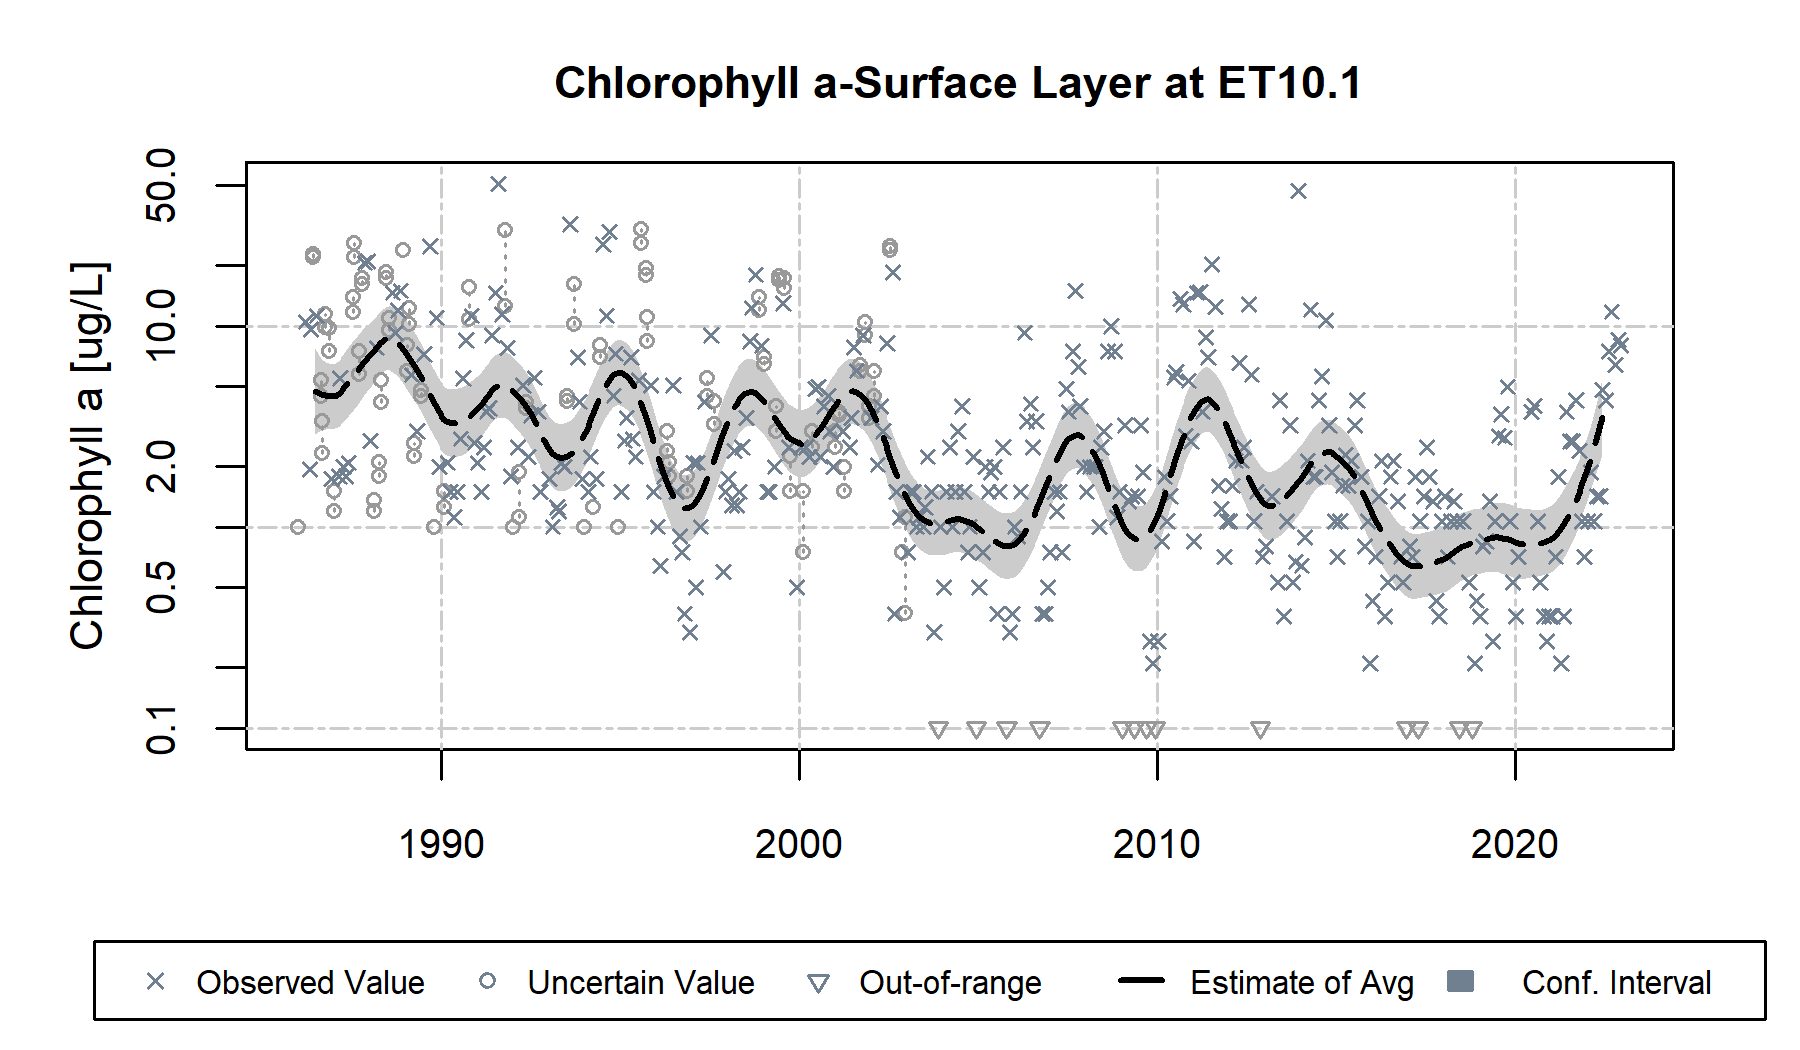 Chlorophyll a-Surface Layer at ET10.1
Chlorophyll a [ug/L]
50.0
10.0
2.0
0.5
0.1
1990 2000 2010 2020
Observed Value Uncertain Value Out-of-range Estimate of Avg Conf. Interval